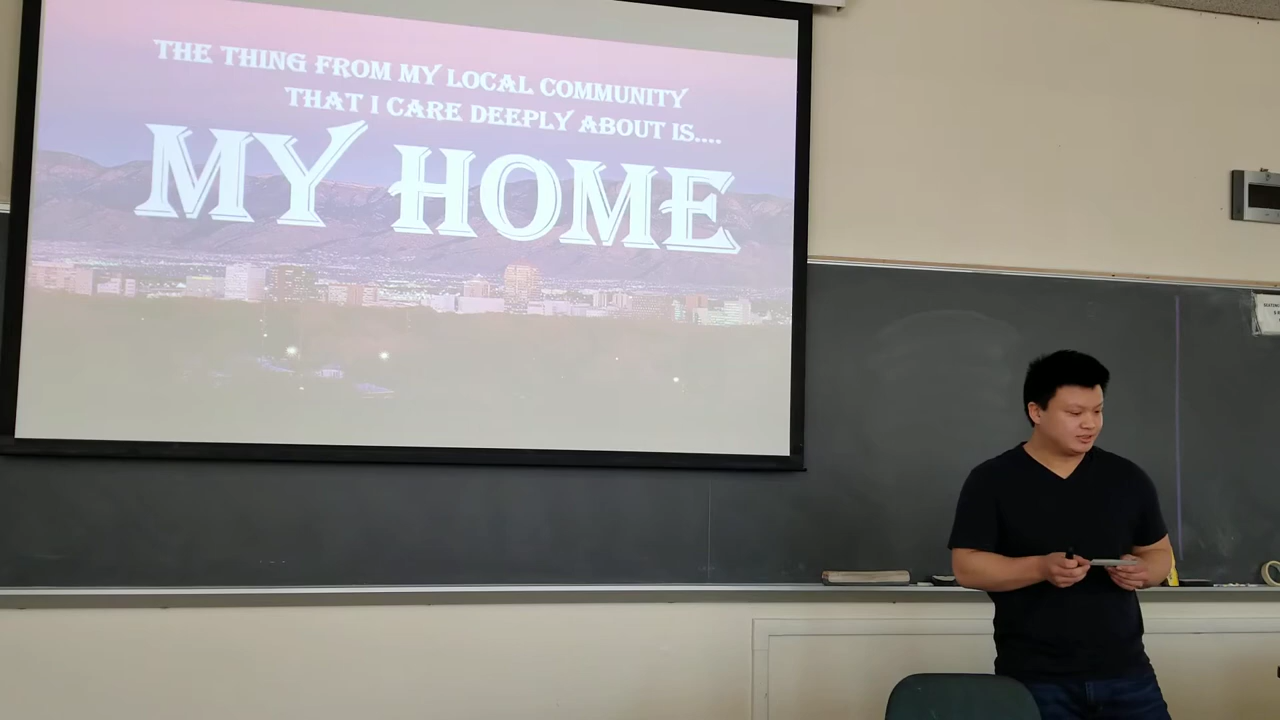 THE THING FROM MY LOCAL COMMUNITY
THAT I CARE DEEPLY ABOUT IS....
MY HOME